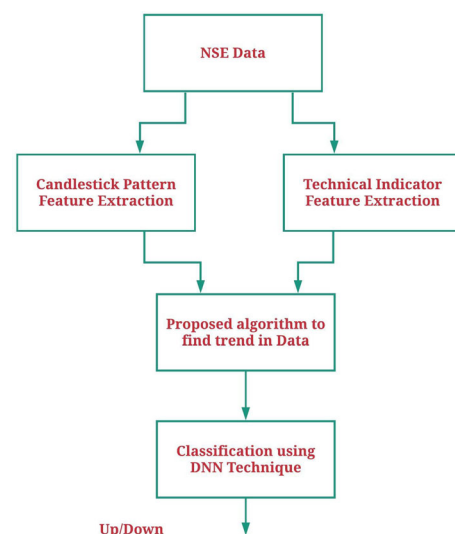 NSE Data
Candlestick Pattern
Feature Extraction
Technical Indicator
Feature Extraction
Proposed algorithm to
find trend in Data
Classification using
DNN Technique
Up/Down